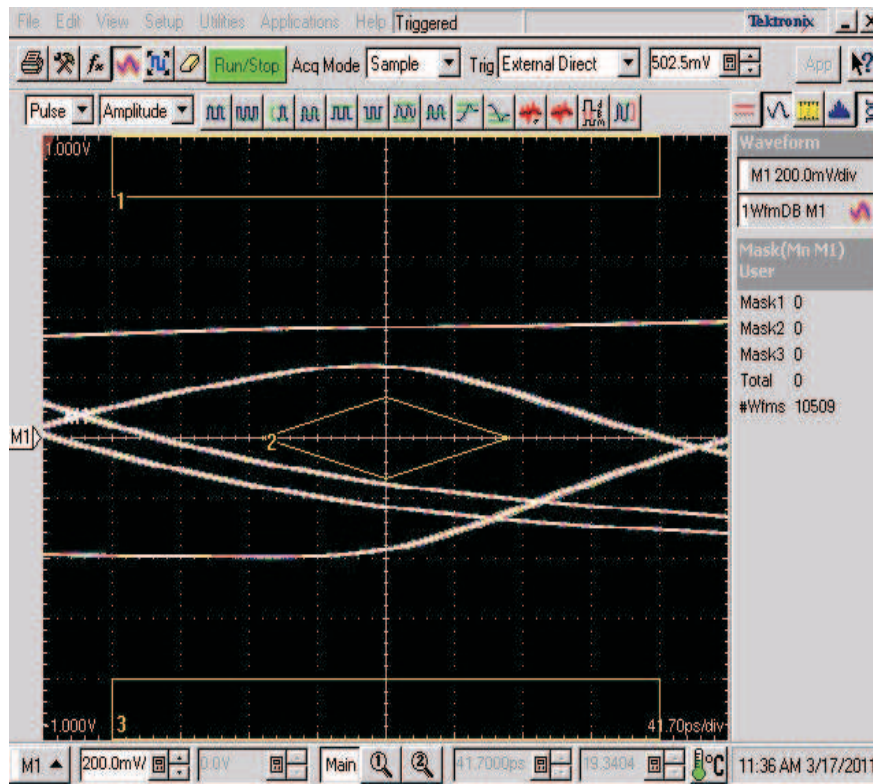 File Edit View Setup Utilities Applications Help Triggered Tektronix
Run/Stop Acq Mode Sample Trig External Direct 502.5mV App
Pulse Amplitude
1.000V
1
Waveform
M1 200.0mV/div
1WfmDB M1
Mask(Mn M1)
User
Mask1 0
Mask2 0
Mask3 0
Total 0
#Wfms 10509
M1
2
-1.000V
3
41.70ps/div
M1 200.0mV/ 0.0V Main 1 2 41.7000ps 19.3404 °C 11:36 AM 3/17/2011